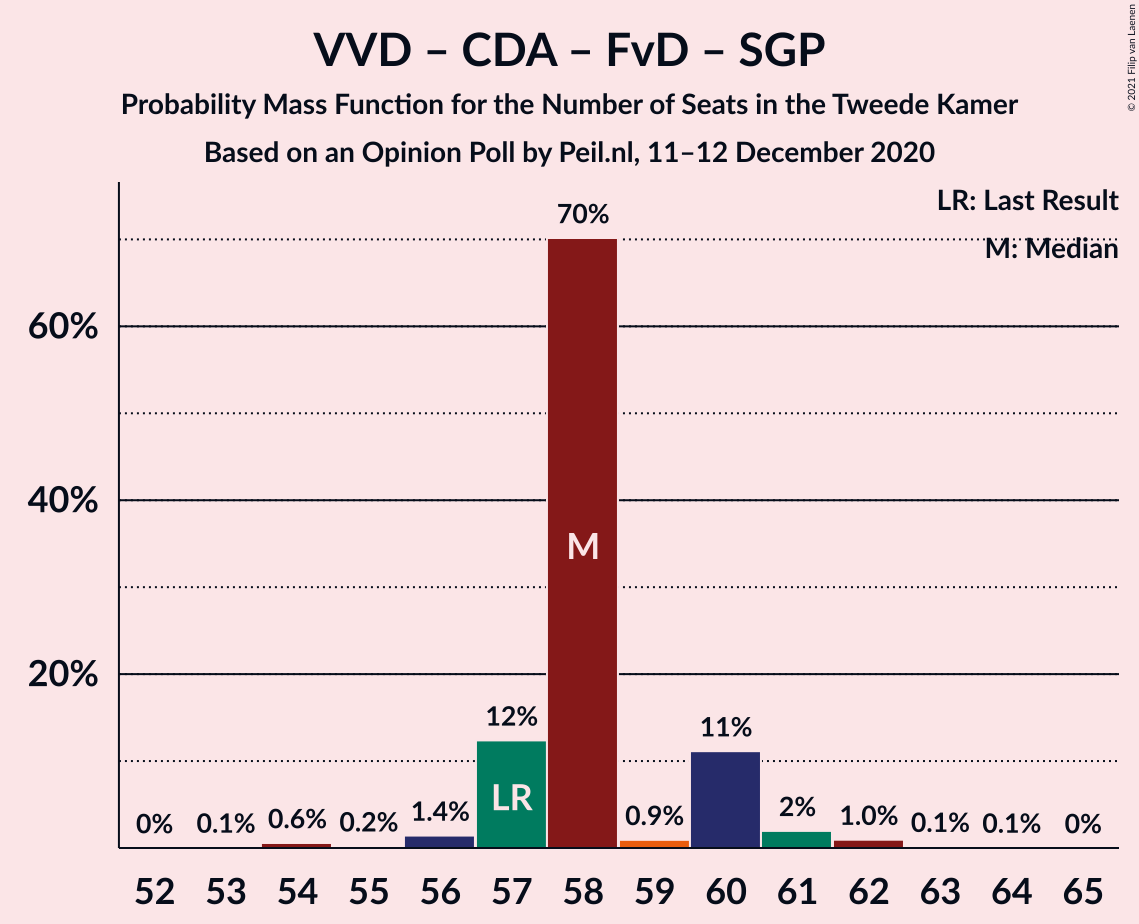 VVD – CDA – FvD – SGP
Probability Mass Function for the Number of Seats in the Tweede Kamer
Based on an Opinion Poll by Peil.nl, 11–12 December 2020
© 2021 Filip van Laenen
LR: Last Result
M: Median
60%
40%
20%
0%
0.1%
0.6%
0.2%
1.4%
12%
70%
0.9%
11%
2%
1.0%
0.1%
0.1%
0%
LR
M
52 53 54 55 56 57 58 59 60 61 62 63 64 65